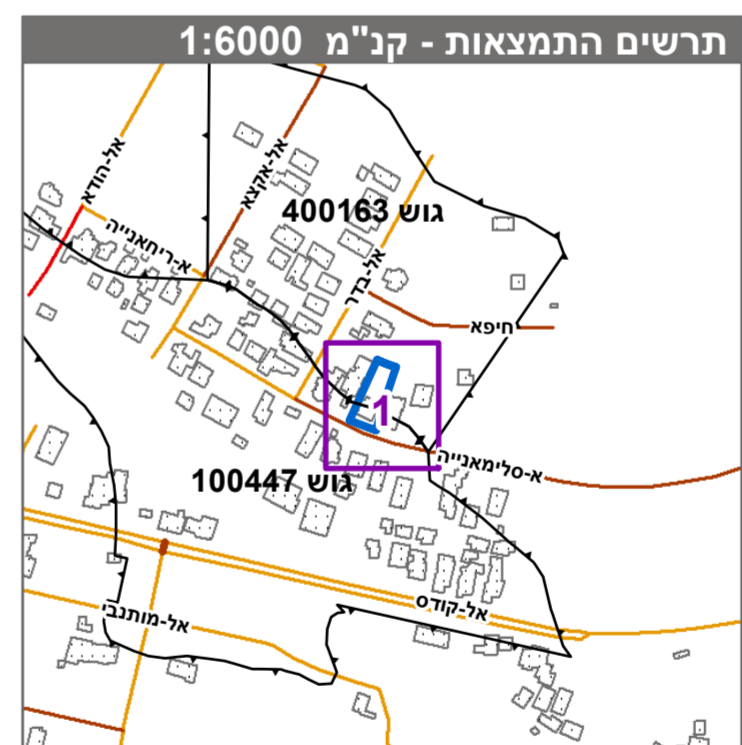 תרשים התמצאות - קנ"מ 1:6000
אל-הודא
אל-אקצא
גוש 400163
א-ריחאנייה
אל-בדר
חיפא
1
א-סלימאנייה
גוש 100447
אל-קודס
אל-מותנבי